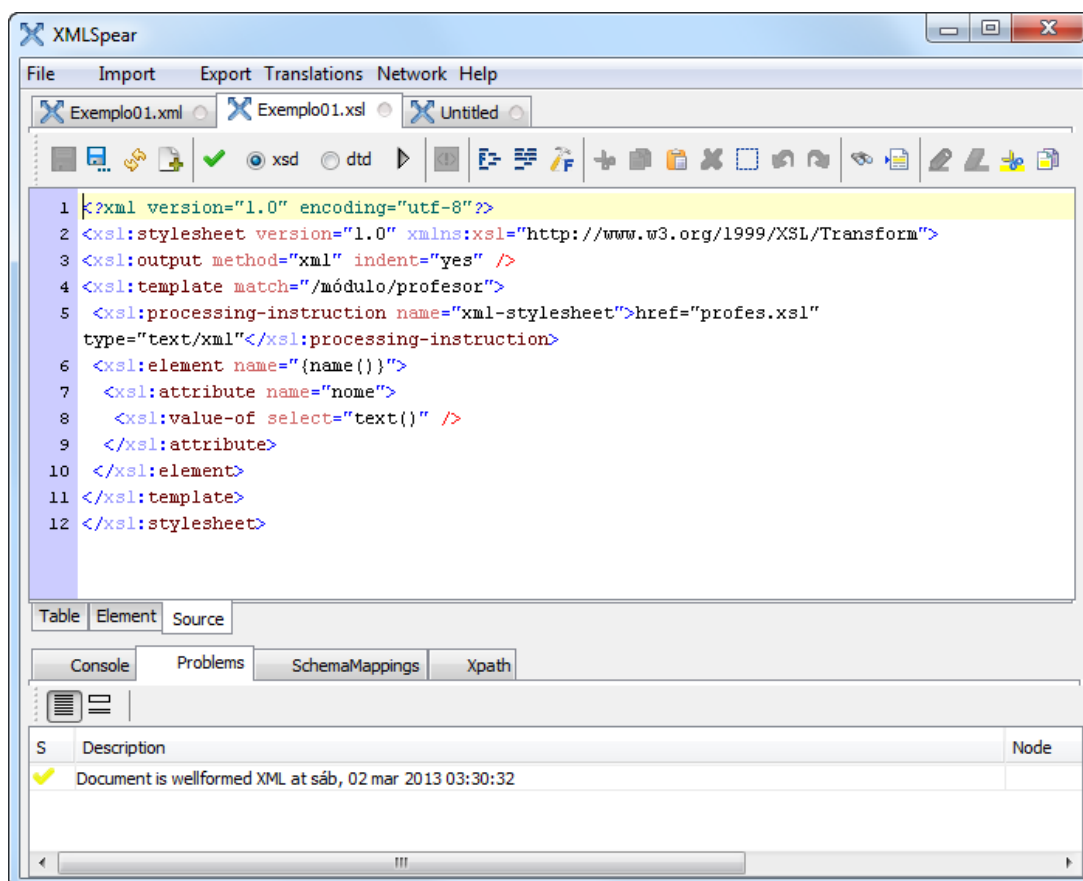 XMLSpear
File Import Export Translations Network Help
Exemplo01.xml Exemplo01.xsl Untitled
xsd dtd
1 <?xml version="1.0" encoding="utf-8"?>
2 <xsl:stylesheet version="1.0" xmlns:xsl="http://www.w3.org/1999/XSL/Transform">
3 <xsl:output method="xml" indent="yes" />
4 <xsl:template match="/módulo/profesor">
5 <xsl:processing-instruction name="xml-stylesheet">href="profes.xsl"
type="text/xml"</xsl:processing-instruction>
6 <xsl:element name="{name()}">
7 <xsl:attribute name="nome">
8 <xsl:value-of select="text()" />
9 </xsl:attribute>
10 </xsl:element>
11 </xsl:template>
12 </xsl:stylesheet>
Table Element Source
Console Problems SchemaMappings Xpath
S Description Node
Document is wellformed XML at sáb, 02 mar 2013 03:30:32